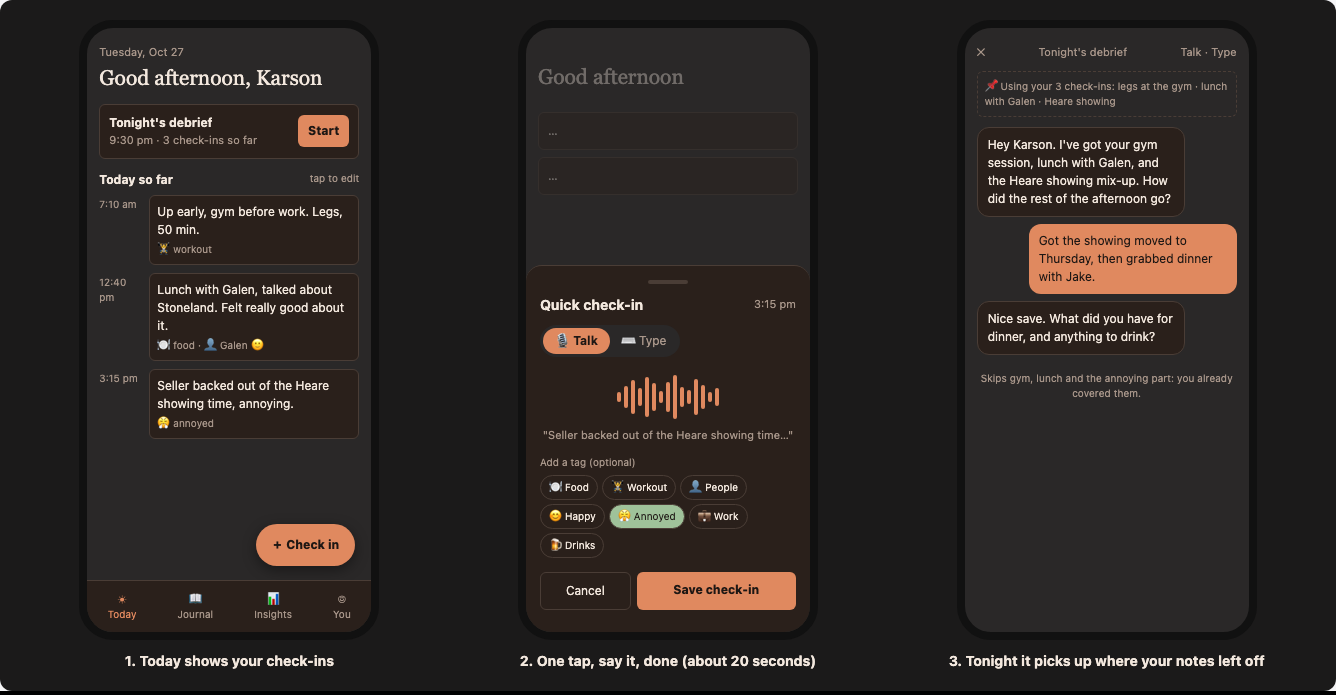 Tuesday, Oct 27
Good afternoon, Karson
Tonight's debrief
9:30 pm · 3 check-ins so far
Start
Today so far
tap to edit
7:10 am
Up early, gym before work. Legs,
50 min.
🏋️ workout
12:40
pm
Lunch with Galen, talked about
Stoneland. Felt really good about
it.
🍽️ food · 👤 Galen 😊
3:15 pm
Seller backed out of the Heare
showing time, annoying.
😤 annoyed
+ Check in
Today
Journal
Insights
You
1. Today shows your check-ins
Good afternoon
...
...
Quick check-in
3:15 pm
🎙️ Talk
⌨️ Type
"Seller backed out of the Heare showing time…"
Add a tag (optional)
🍽️ Food
🏋️ Workout
👤 People
😊 Happy
😤 Annoyed
💼 Work
🍺 Drinks
Cancel
Save check-in
2. One tap, say it, done (about 20 seconds)
✕
Tonight's debrief
Talk · Type
📌 Using your 3 check-ins: legs at the gym · lunch
with Galen · Heare showing
Hey Karson. I've got your gym
session, lunch with Galen, and
the Heare showing mix-up. How
did the rest of the afternoon go?
Got the showing moved to
Thursday, then grabbed dinner
with Jake.
Nice save. What did you have for
dinner, and anything to drink?
Skips gym, lunch and the annoying part: you already
covered them.
3. Tonight it picks up where your notes left off